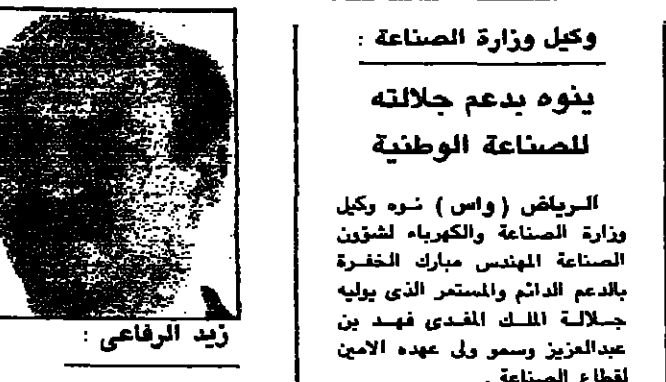 وكيل وزارة الصناعة :
ينوه بدعم جلالته
للصناعة الوطنية
الرياض ( واس ) نوه وكيل
وزارة الصناعة والكهرباء لشؤون
الصناعة المهندس مبارك الخفرة
بالدعم الدائم والمستمر الذى يوليه
جلالة الملك المفدى فهد بن
عبدالعزيز وسمو ولى عهده الامين
لقطاع الصناعة .
زيد الرفاعى :